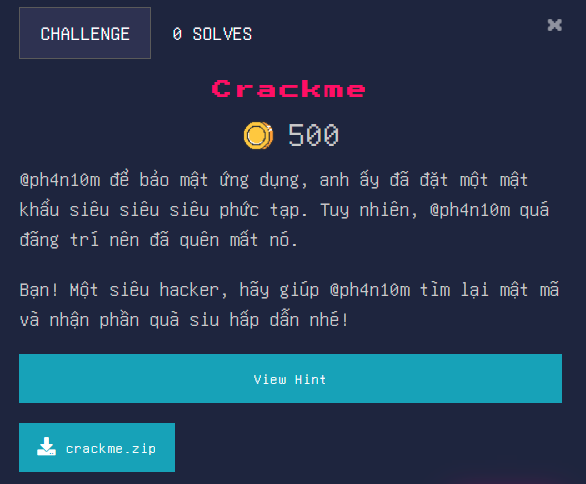 CHALLENGE
0 SOLVES
×
Crackme
500
@ph4n10m để bảo mật ứng dụng, anh ấy đã đặt một mật
khẩu siêu siêu siêu phức tạp. Tuy nhiên, @ph4n10m quá
đãng trí nên đã quên mất nó.
Bạn! Một siêu hacker, hãy giúp @ph4n10m tìm lại mật mã
và nhận phần quà siu hấp dẫn nhé!
View Hint
crackme.zip